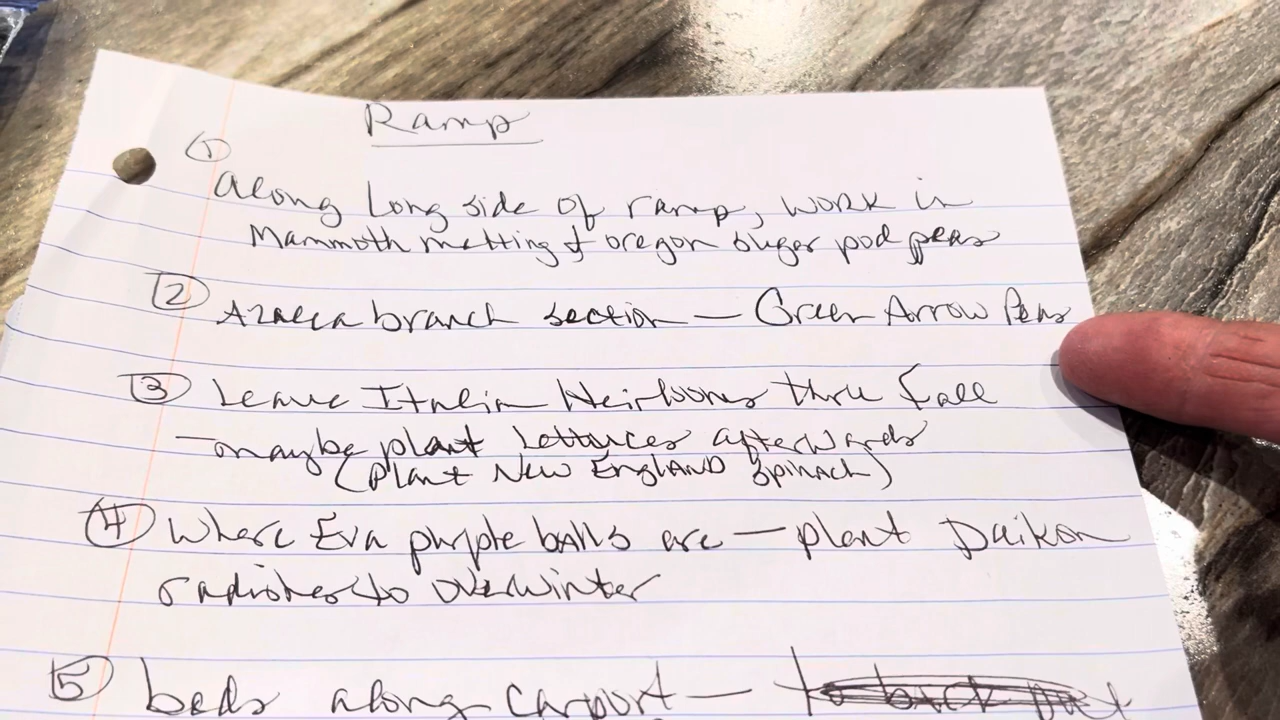 Ramp
①
along long side of ramp, work in
Mammoth melting & oregon suger pod peas
② Azalea branch section — Green Arrow Peas
③ Leave Italian Heirlooms thru fall
— maybe plant lettuces afterwards
(plant New England Spinach)
④ Where Eva purple balls are — plant Daikon
radishes to overwinter
⑤ beds along carport —